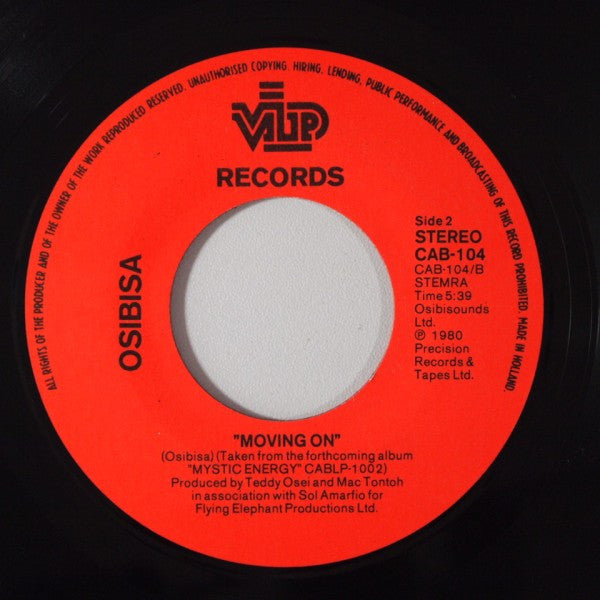 ALL RIGHTS OF THE PRODUCER AND OF THE OWNER OF THE WORK REPRODUCED RESERVED. UNAUTHORISED COPYING, HIRING, LENDING, PUBLIC PERFORMANCE AND BROADCASTING OF THIS RECORD PROHIBITED. MADE IN HOLLAND
VIP
RECORDS
OSIBISA
Side 2
STEREO
CAB-104
CAB-104/B
STEMRA
Time 5:39
Osibisounds
Ltd.
℗ 1980
Precision
Records &
Tapes Ltd.
"MOVING ON"
(Osibisa) (Taken from the forthcoming album
"MYSTIC ENERGY" CABLP-1002)
Produced by Teddy Osei and Mac Tontoh
in association with Sol Amarfio for
Flying Elephant Productions Ltd.